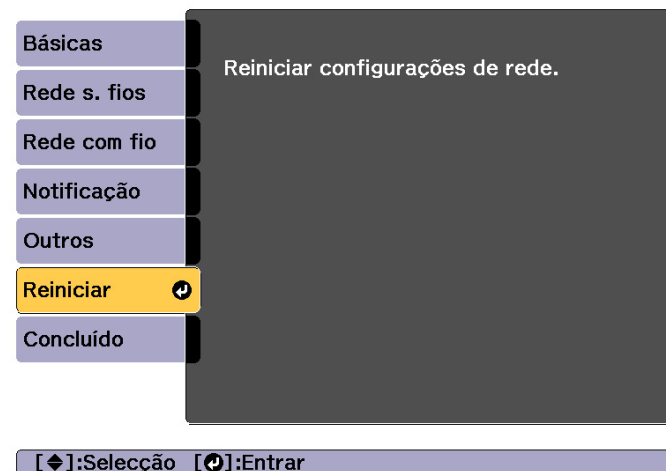 Básicas
Rede s. fios
Rede com fio
Notificação
Outros
Reiniciar
Concluído
Reiniciar configurações de rede.
[◆]:Selecção [⏎]:Entrar